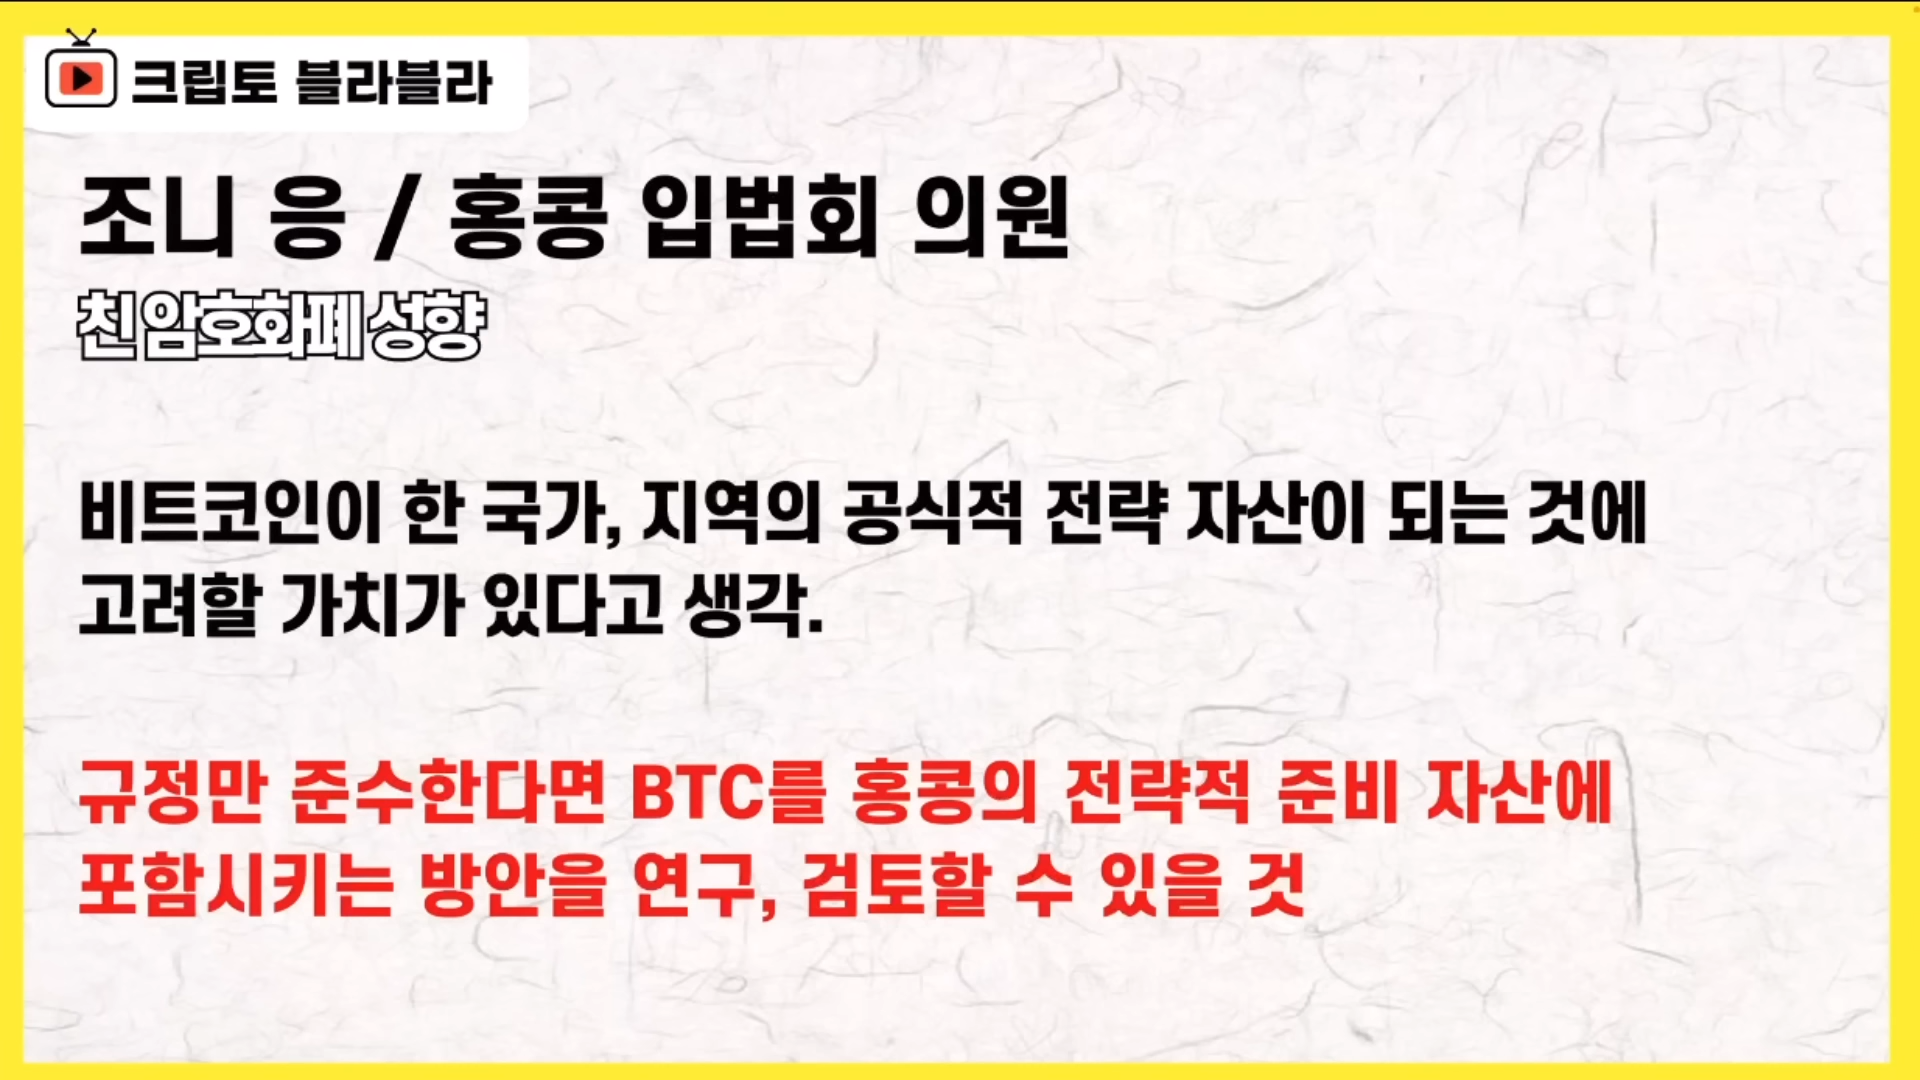 크립토 블라블라
조니 응 / 홍콩 입법회 의원
친 암호화폐 성향
비트코인이 한 국가, 지역의 공식적 전략 자산이 되는 것에
고려할 가치가 있다고 생각.
규정만 준수한다면 BTC를 홍콩의 전략적 준비 자산에
포함시키는 방안을 연구, 검토할 수 있을 것